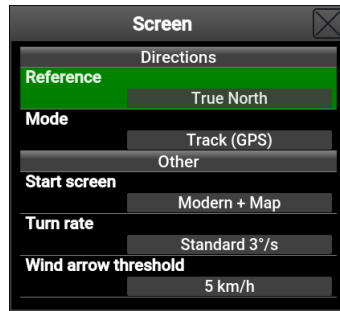 Screen
Directions
Reference
True North
Mode
Track (GPS)
Other
Start screen
Modern + Map
Turn rate
Standard 3°/s
Wind arrow threshold
5 km/h